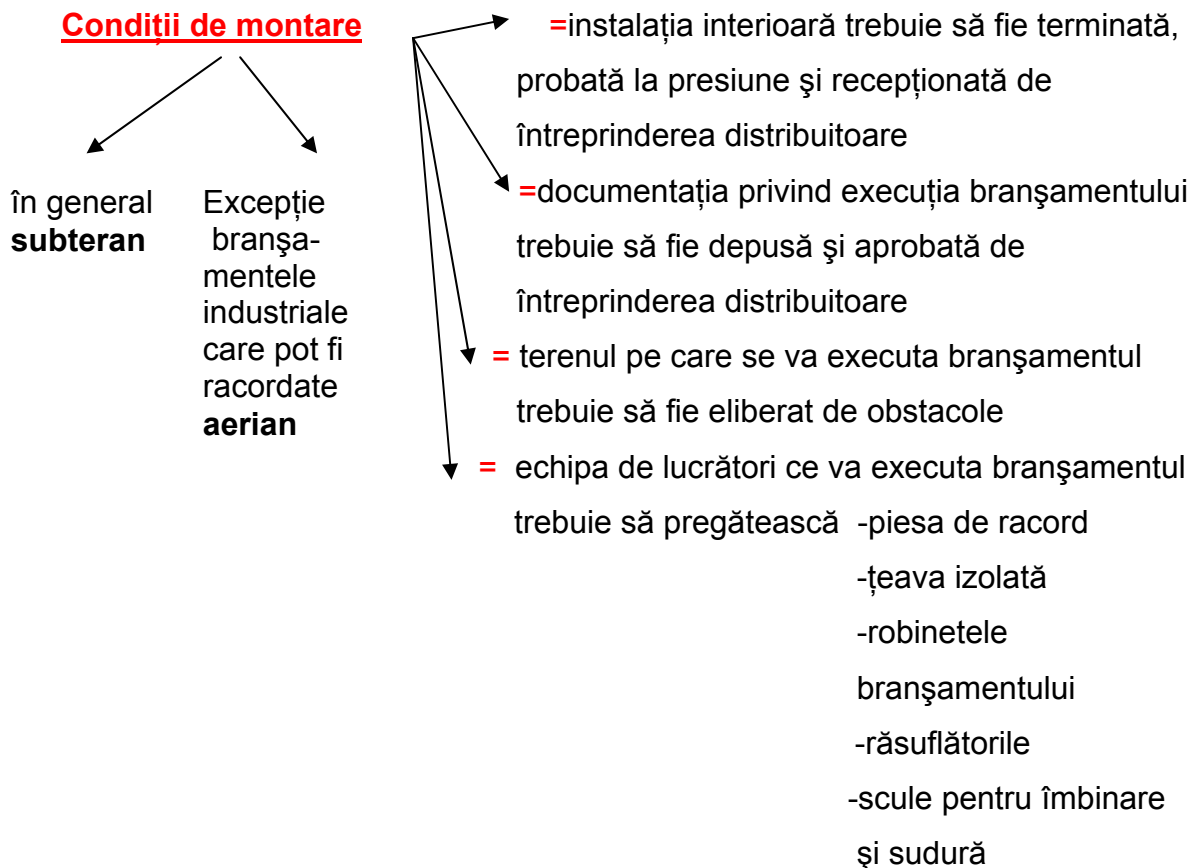 Condiții de montare
în general
subteran
Excepție
branşa-
mentele
industriale
care pot fi
racordate
aerian
=instalația interioară trebuie să fie terminată,
probată la presiune şi recepționată de
întreprinderea distribuitoare
=documentația privind execuția branşamentului
trebuie să fie depusă şi aprobată de
întreprinderea distribuitoare
= terenul pe care se va executa branşamentul
trebuie să fie eliberat de obstacole
= echipa de lucrători ce va executa branşamentul
trebuie să pregătească -piesa de racord
-țeava izolată
-robinetele
branşamentului
-răsuflătorile
-scule pentru îmbinare
şi sudură